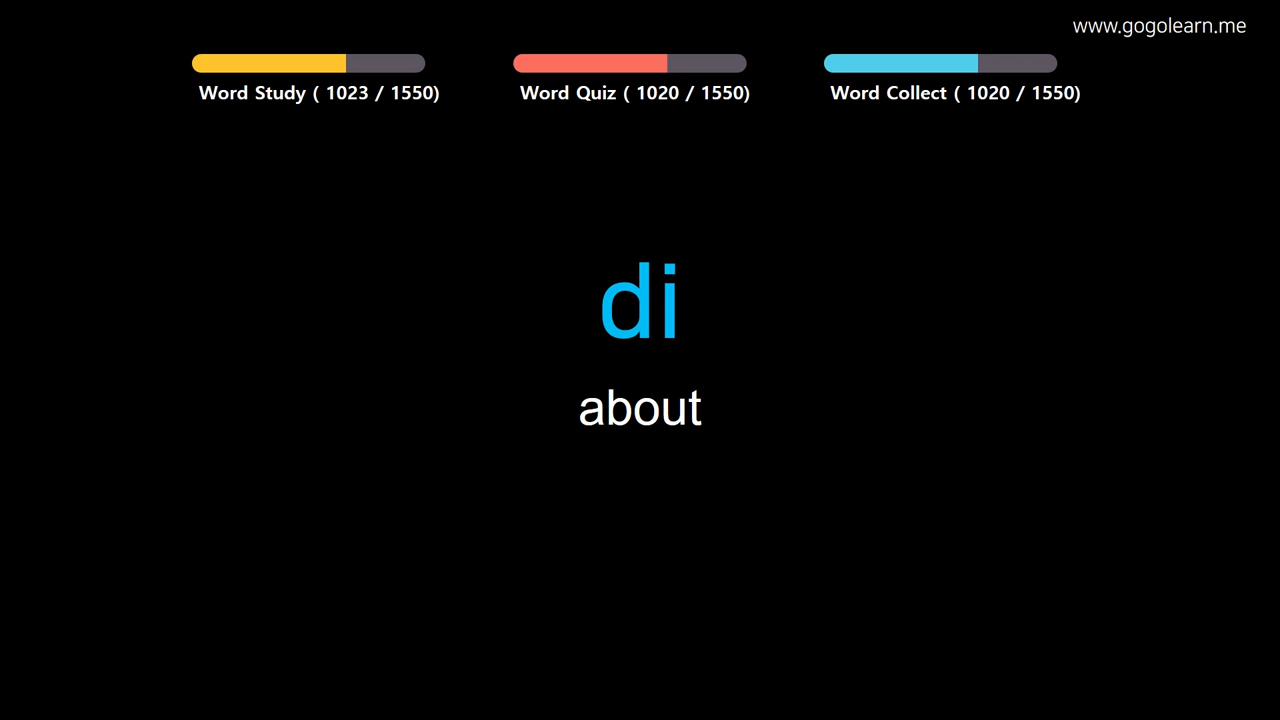 www.gogolearn.me
Word Study ( 1023 / 1550)
Word Quiz ( 1020 / 1550)
Word Collect ( 1020 / 1550)
di
about